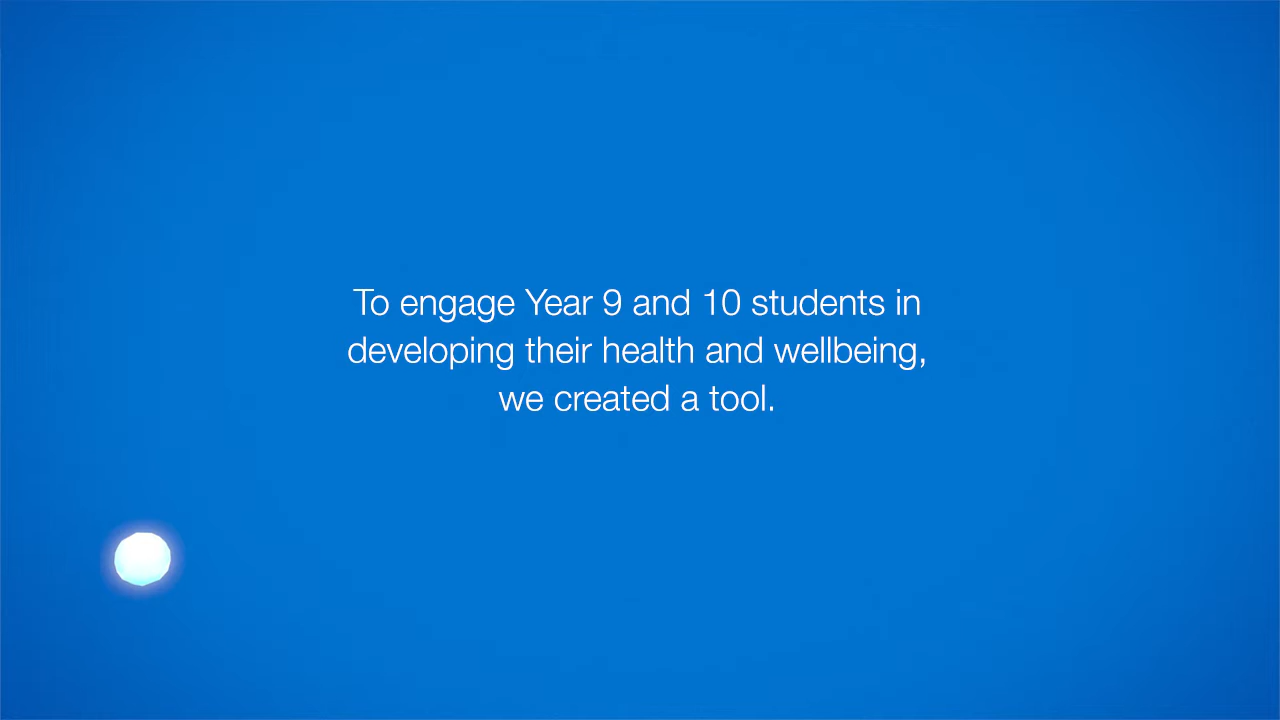 To engage Year 9 and 10 students in
developing their health and wellbeing,
we created a tool.